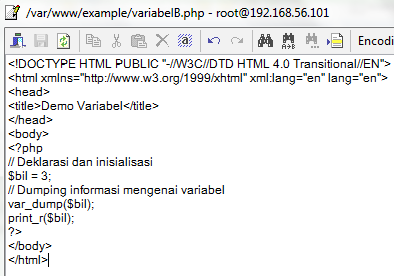 /var/www/example/variabelB.php - root@192.168.56.101
Encodi
<!DOCTYPE HTML PUBLIC "-//W3C//DTD HTML 4.0 Transitional//EN">
<html xmlns="http://www.w3.org/1999/xhtml" xml:lang="en" lang="en">
<head>
<title>Demo Variabel</title>
</head>
<body>
<?php
// Deklarasi dan inisialisasi
$bil = 3;
// Dumping informasi mengenai variabel
var_dump($bil);
print_r($bil);
?>
</body>
</html>